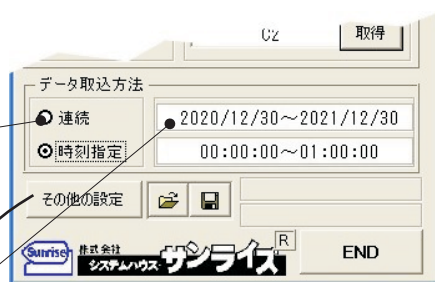 C2 取得
データ取込方法
連続 2020/12/30～2021/12/30
時刻指定 00:00:00～01:00:00
その他の設定
Sunrise 株式会社 システムハウス サンライズ R END